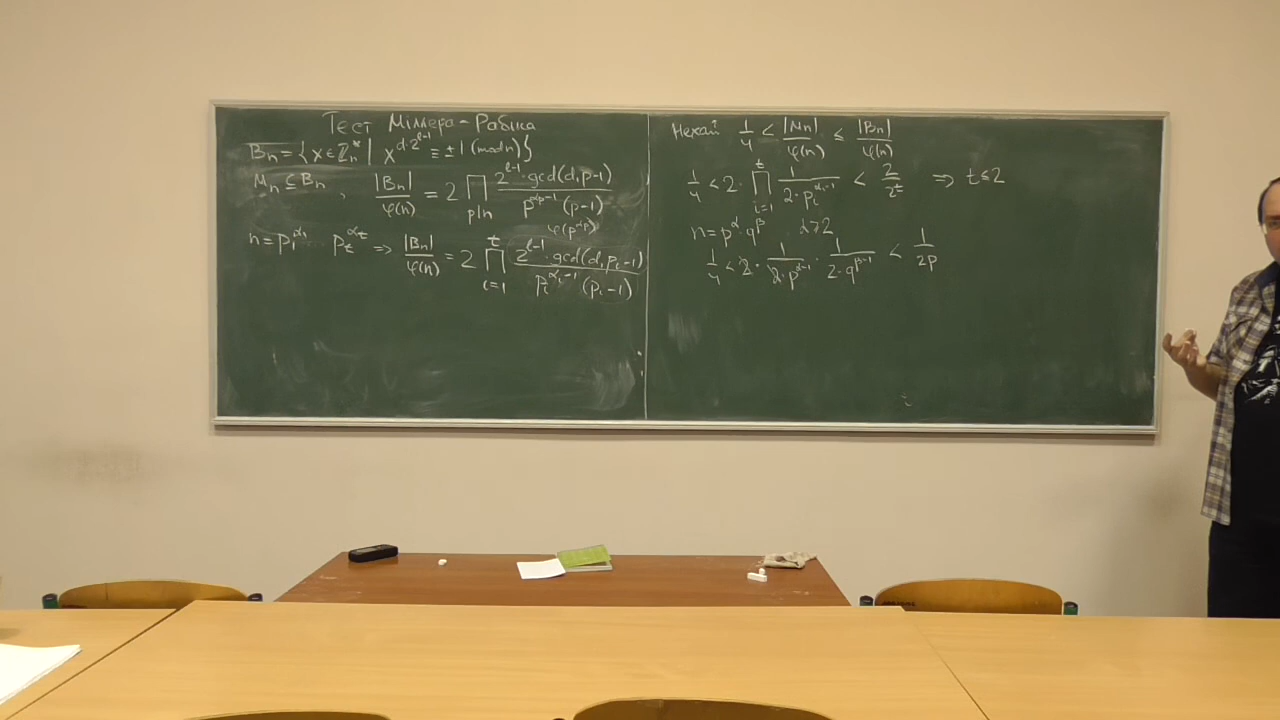 Тест Міллера-Рабіна
Bₙ = { x ∈ ℤₙ* | x^{d·2^{l-1}} ≡ ±1 (mod n) }
Mₙ ⊆ Bₙ , |Bₙ|/φ(n) = 2 ∏_{p|n} 2^{l-1}·gcd(d, p-1) / p^{αp-1}(p-1)
φ(p^{αp})
n = p₁^{α₁} pₜ^{αₜ} ⇒ |Bₙ|/φ(n) = 2 ∏_{i=1}^{t} 2^{l-1}·gcd(d, pᵢ-1) / pᵢ^{αᵢ-1}(pᵢ-1)
Нехай 1/4 < |Mₙ|/φ(n) ≤ |Bₙ|/φ(n)
1/4 < 2·∏_{i=1}^{t} 1/(2·pᵢ^{αᵢ-1}) < 2/2^t ⇒ t ≤ 2
n = p^α·q^β α ≥ 2
1/4 < 2·1/(2·p^{α-1})·1/(2·q^{β-1}) < 1/2p